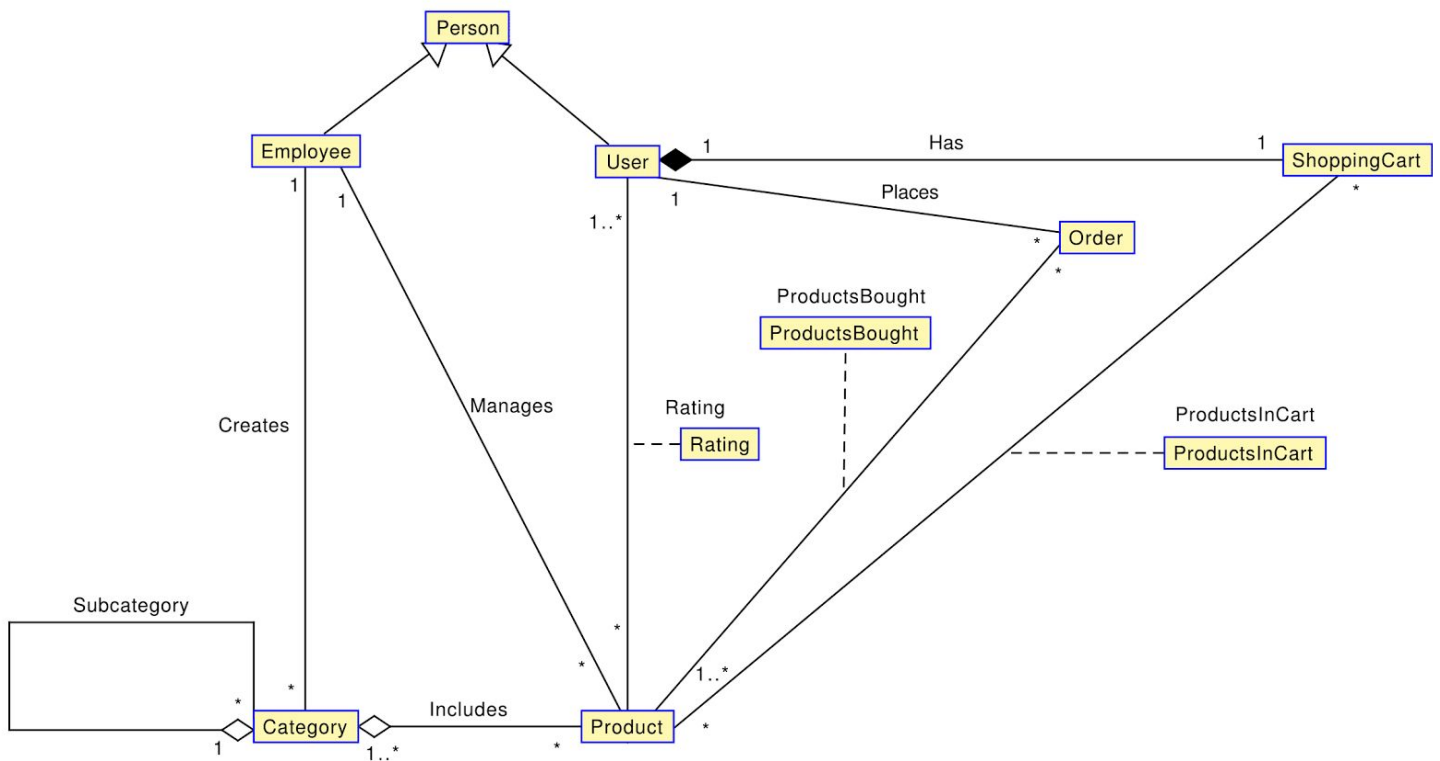 Person
Employee
User
1
Has
1
ShoppingCart
1
1
1
Places
*
1..*
*
Order
*
ProductsBought
ProductsBought
Creates
Manages
Rating
Rating
ProductsInCart
ProductsInCart
Subcategory
*
*
1..*
*
*
Category
Includes
Product
*
1
1..*
*